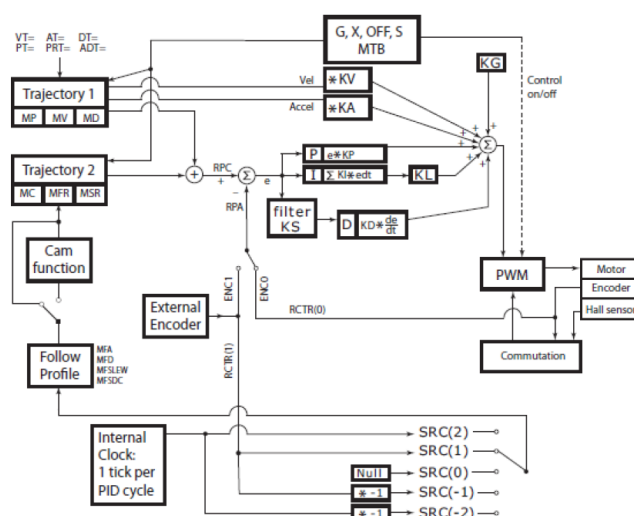 VT= AT= DT=
PT= PRT= ADT=
G, X, OFF, S
MTB
KG
Control
on/off
Trajectory 1
MP MV MD
Vel
*KV
Accel
*KA
Σ
+
+
+
+
+
+
Trajectory 2
MC MFR MSR
+
RPC
+
Σ
−
e
RPA
P e*KP
I Σ KI*edt
KL
filter
KS
D KD*de/dt
Cam
function
ENC1
ENC0
PWM
Motor
Encoder
Hall sensor
External
Encoder
RCTR(0)
RCTR(1)
Commutation
Follow
Profile
MFA
MFD
MFSLEW
MFSDC
Internal
Clock:
1 tick per
PID cycle
SRC(2)
SRC(1)
Null
SRC(0)
* -1
SRC(-1)
* -1
SRC(-2)